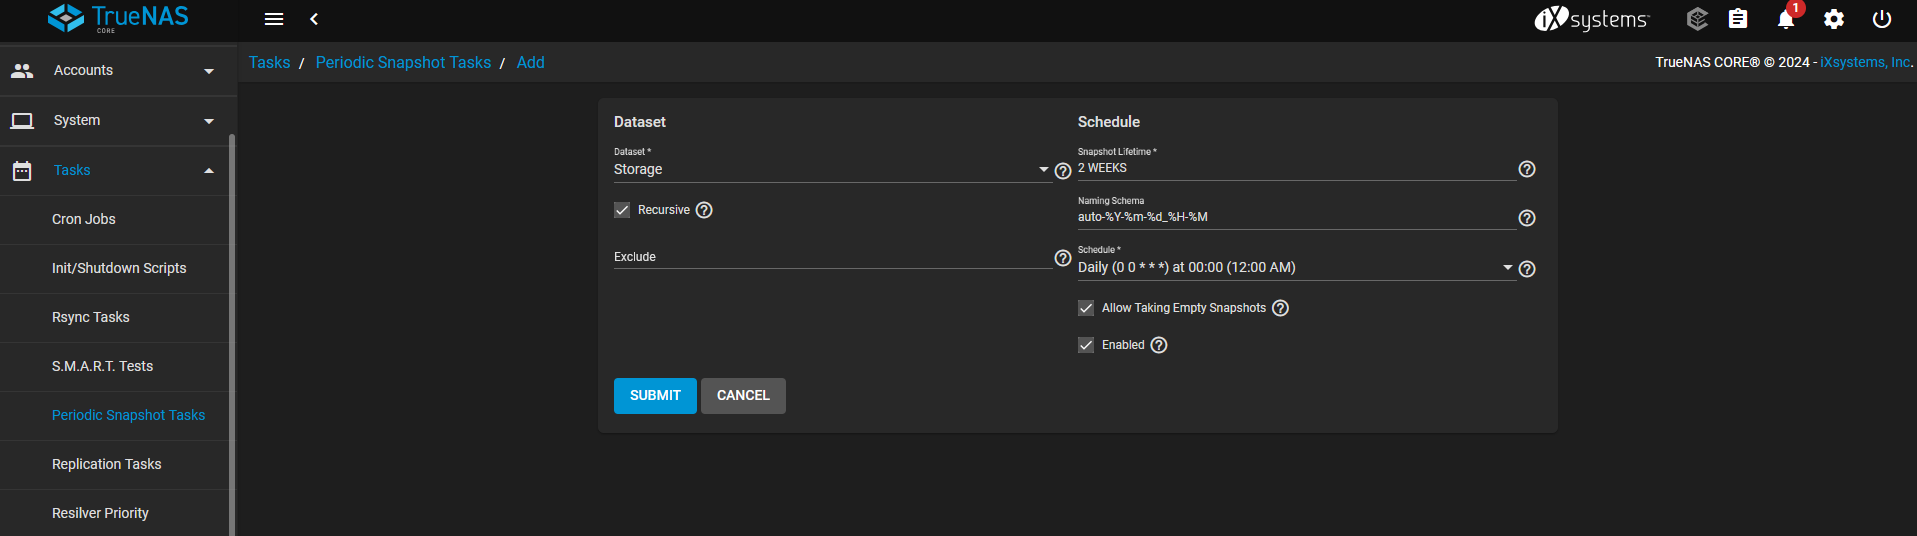 TrueNAS
CORE
iXsystems™
1
Tasks / Periodic Snapshot Tasks / Add
TrueNAS CORE® © 2024 - iXsystems, Inc.
Accounts
System
Tasks
Cron Jobs
Init/Shutdown Scripts
Rsync Tasks
S.M.A.R.T. Tests
Periodic Snapshot Tasks
Replication Tasks
Resilver Priority
Dataset
Dataset *
Storage
Recursive
Exclude
Schedule
Snapshot Lifetime *
2 WEEKS
Naming Schema
auto-%Y-%m-%d_%H-%M
Schedule *
Daily (0 0 * * *) at 00:00 (12:00 AM)
Allow Taking Empty Snapshots
Enabled
SUBMIT
CANCEL